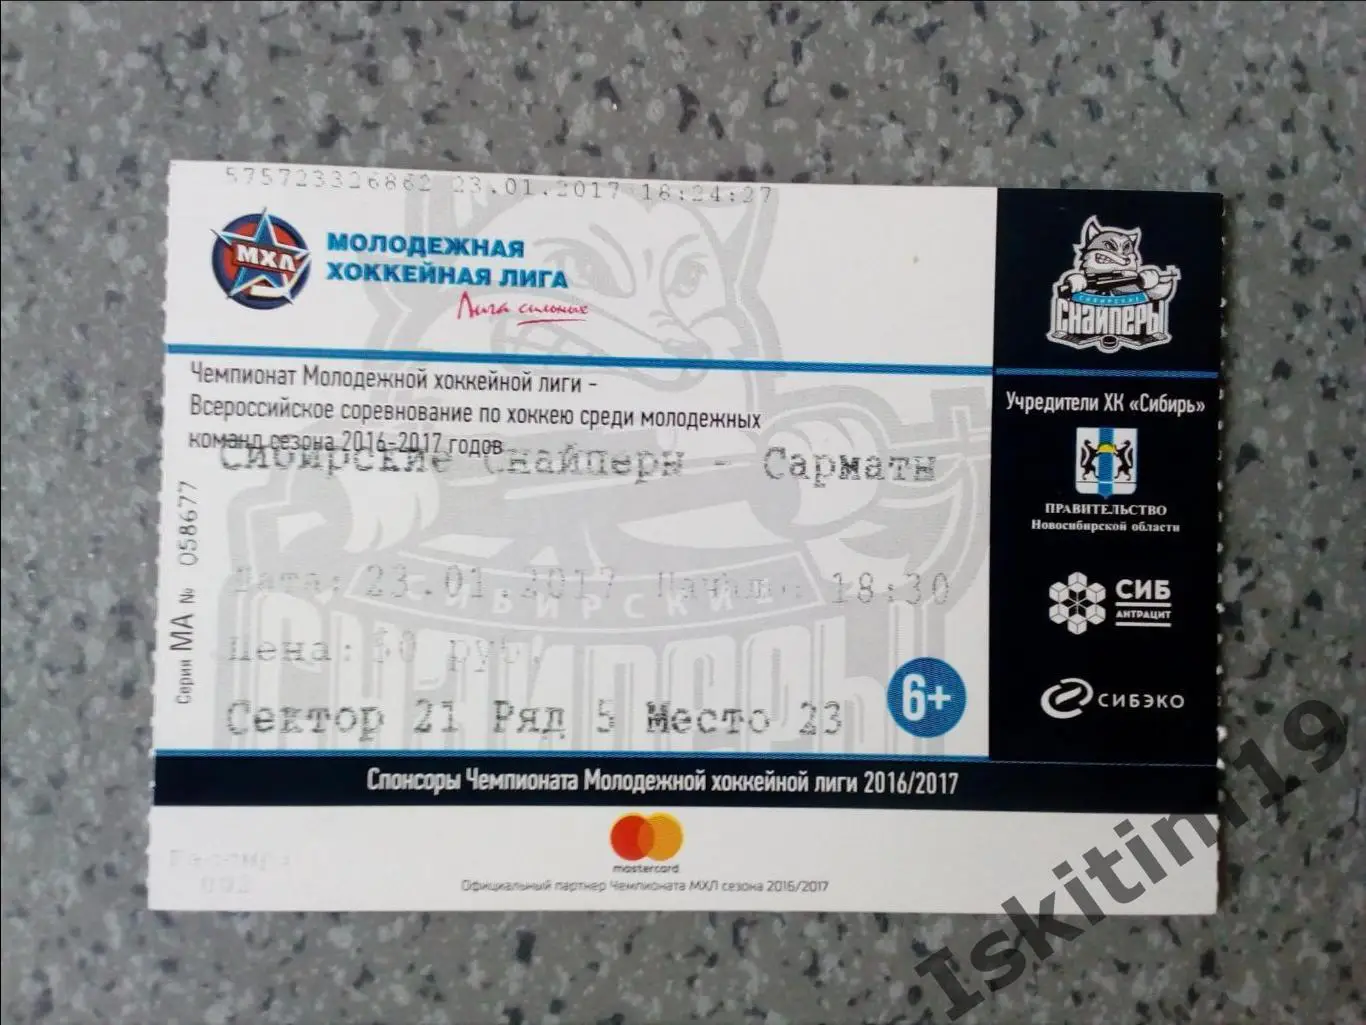 575723326862 23.01.2017 18:24:27
МХЛ
МОЛОДЕЖНАЯ
ХОККЕЙНАЯ ЛИГА
Лига сильных
Чемпионат Молодежной хоккейной лиги –
Всероссийское соревнование по хоккею среди молодежных
команд сезона 2016-2017 годов
Сибирские Снайперы - Сарматы
Дата: 23.01.2017 Начало: 18:30
Цена: руб.
Сектор 21 Ряд 5 Место 23
6+
Серия МА № 058677
СИБИРСКИЕ
СНАЙПЕРЫ
СИБИРСКИЕ
СНАЙПЕРЫ
Учредители ХК «Сибирь»
ПРАВИТЕЛЬСТВО
Новосибирской области
СИБ
АНТРАЦИТ
СИБЭКО
Спонсоры Чемпионата Молодежной хоккейной лиги 2016/2017
mastercard
Официальный партнер Чемпионата МХЛ сезона 2016/2017
Iskitim19